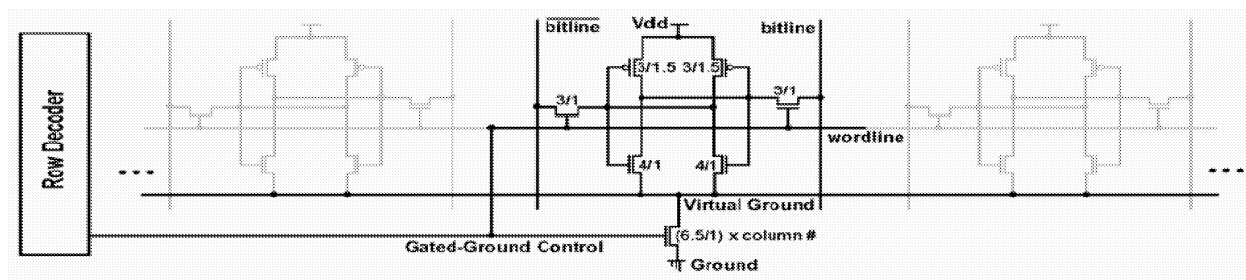 Row Decoder
bitline
Vdd
bitline
3/1.5 3/1.5
3/1
3/1
wordline
4/1
4/1
...
...
Virtual Ground
Gated-Ground Control
(6.5/1) x column #
Ground